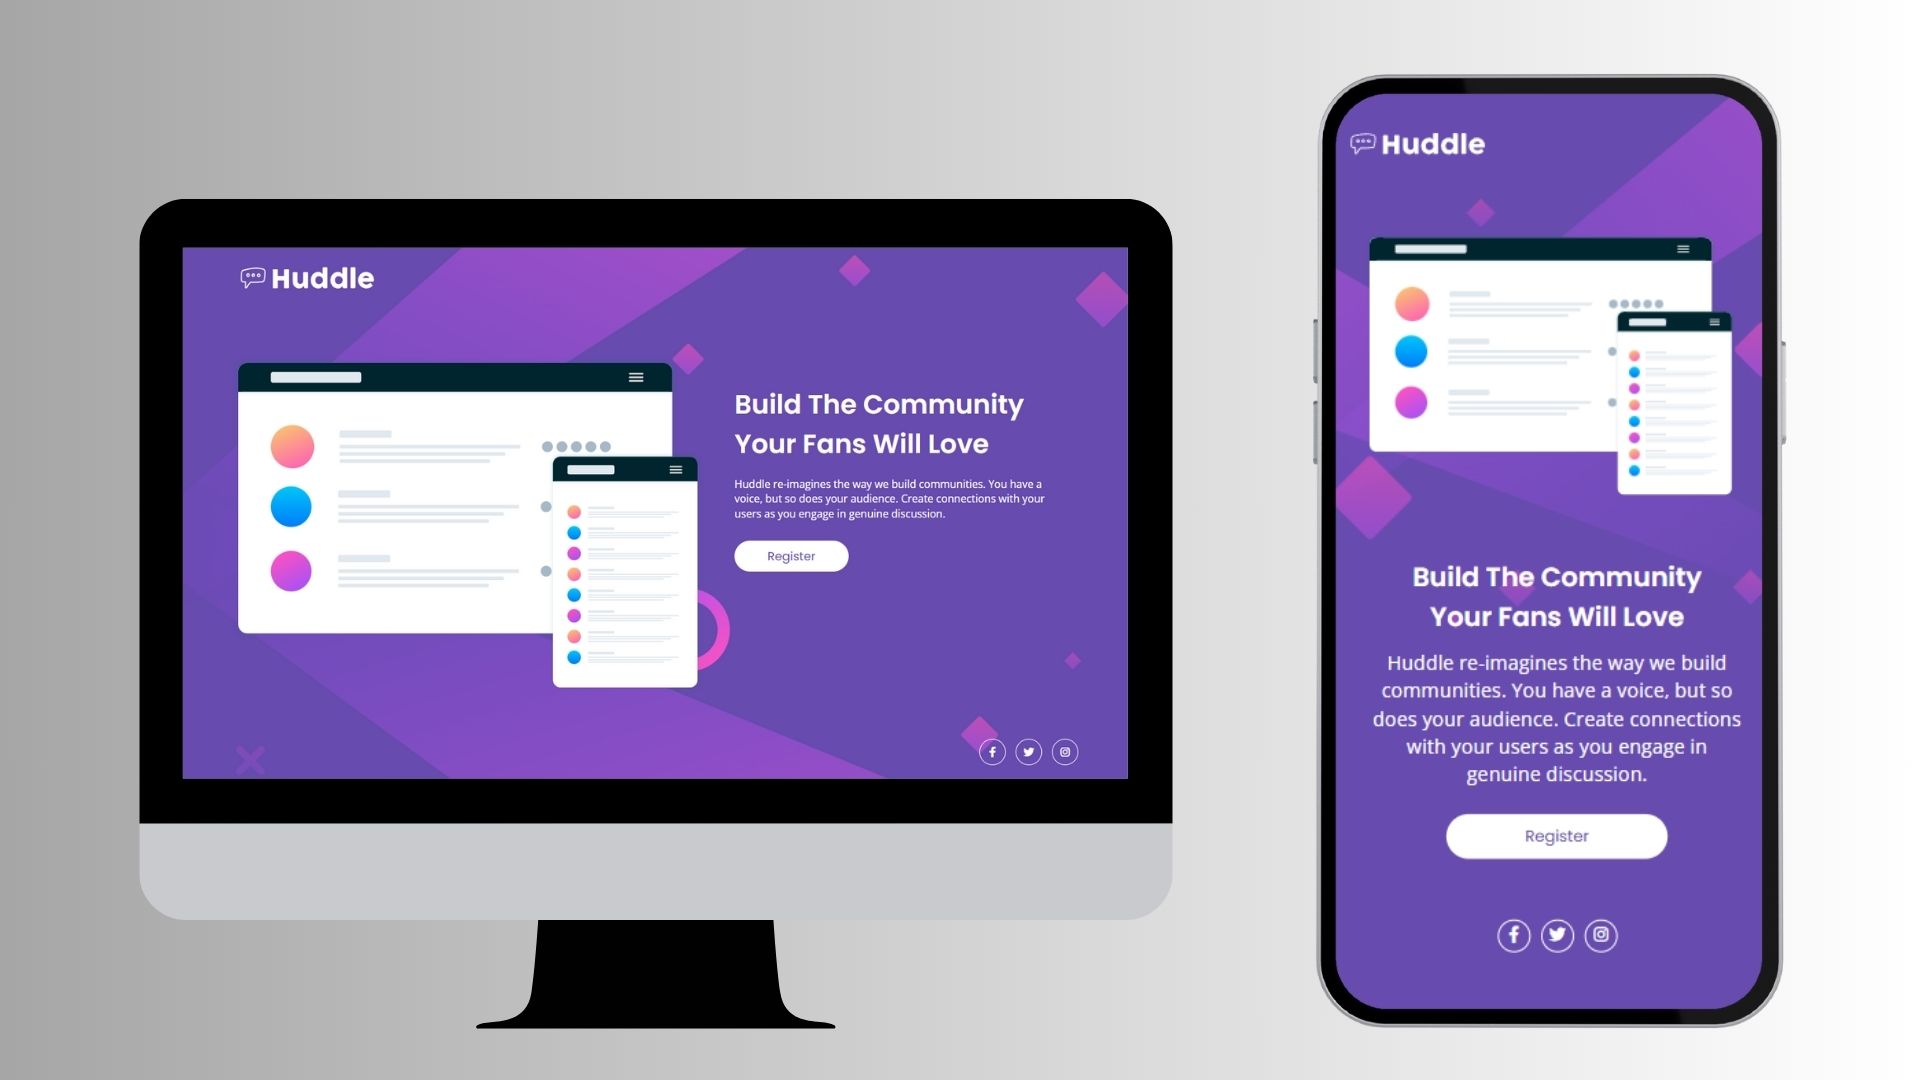 Huddle
Build The Community
Your Fans Will Love
Huddle re-imagines the way we build communities. You have a
voice, but so does your audience. Create connections with your
users as you engage in genuine discussion.
Register
Huddle
Build The Community
Your Fans Will Love
Huddle re-imagines the way we build
communities. You have a voice, but so
does your audience. Create connections
with your users as you engage in
genuine discussion.
Register